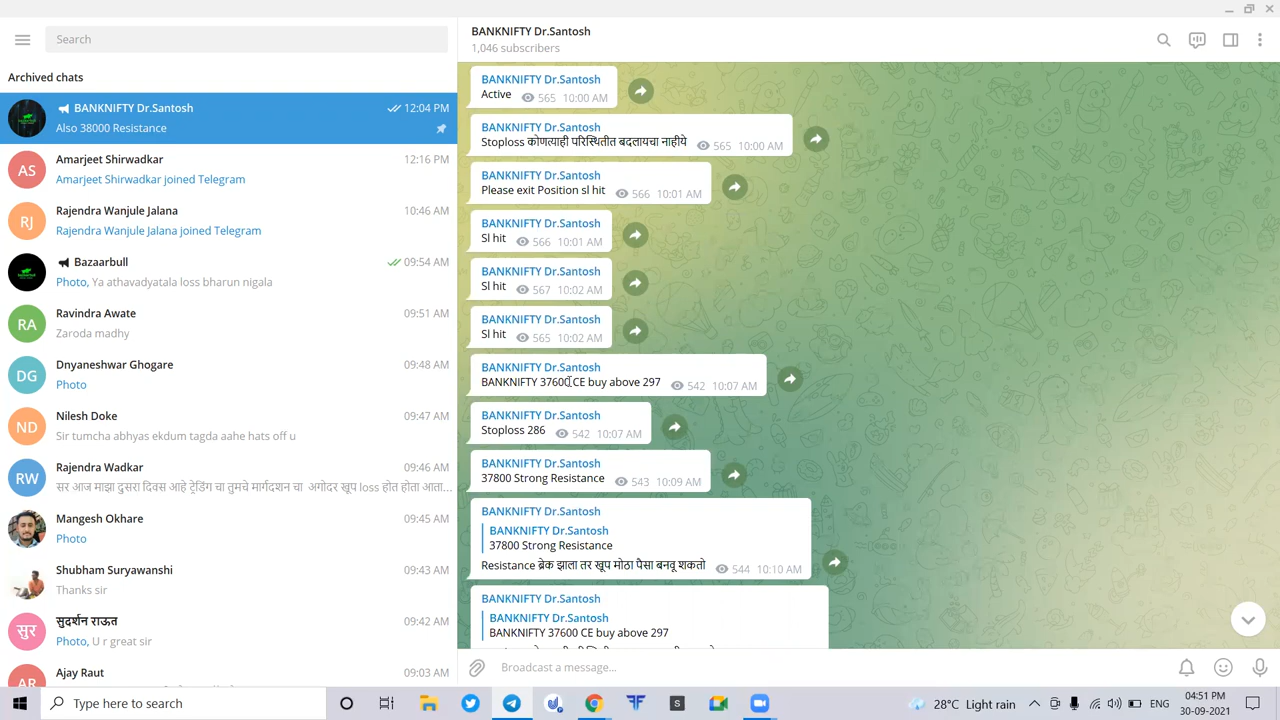 Search
Archived chats
BANKNIFTY Dr.Santosh
12:04 PM
Also 38000 Resistance
AS
Amarjeet Shirwadkar
12:16 PM
Amarjeet Shirwadkar joined Telegram
RJ
Rajendra Wanjule Jalana
10:46 AM
Rajendra Wanjule Jalana joined Telegram
Bazaarbull
09:54 AM
Photo, Ya athavadyatala loss bharun nigala
RA
Ravindra Awate
09:51 AM
Zaroda madhy
DG
Dnyaneshwar Ghogare
09:48 AM
Photo
ND
Nilesh Doke
09:47 AM
Sir tumcha abhyas ekdum tagda aahe hats off u
RW
Rajendra Wadkar
09:46 AM
सर आज माझा दुसरा दिवस आहे ट्रेडिंग चा तुमचे मार्गदर्शन चा अगोदर खूप loss होत होता आता...
Mangesh Okhare
09:45 AM
Photo
Shubham Suryawanshi
09:43 AM
Thanks sir
सुर
सुदर्शन राऊत
09:42 AM
Photo, U r great sir
AR
Ajay Raut
09:03 AM
BANKNIFTY Dr.Santosh
1,046 subscribers
BANKNIFTY Dr.Santosh
Active 565 10:00 AM
BANKNIFTY Dr.Santosh
Stoploss कोणत्याही परिस्थितीत बदलायचा नाहीये 565 10:00 AM
BANKNIFTY Dr.Santosh
Please exit Position sl hit 566 10:01 AM
BANKNIFTY Dr.Santosh
Sl hit 566 10:01 AM
BANKNIFTY Dr.Santosh
Sl hit 567 10:02 AM
BANKNIFTY Dr.Santosh
Sl hit 565 10:02 AM
BANKNIFTY Dr.Santosh
BANKNIFTY 37600 CE buy above 297 542 10:07 AM
BANKNIFTY Dr.Santosh
Stoploss 286 542 10:07 AM
BANKNIFTY Dr.Santosh
37800 Strong Resistance 543 10:09 AM
BANKNIFTY Dr.Santosh
BANKNIFTY Dr.Santosh
37800 Strong Resistance
Resistance ब्रेक झाला तर खूप मोठा पैसा बनवू शकतो 544 10:10 AM
BANKNIFTY Dr.Santosh
BANKNIFTY Dr.Santosh
BANKNIFTY 37600 CE buy above 297
Broadcast a message...
Type here to search
28°C Light rain
ENG
04:51 PM
30-09-2021